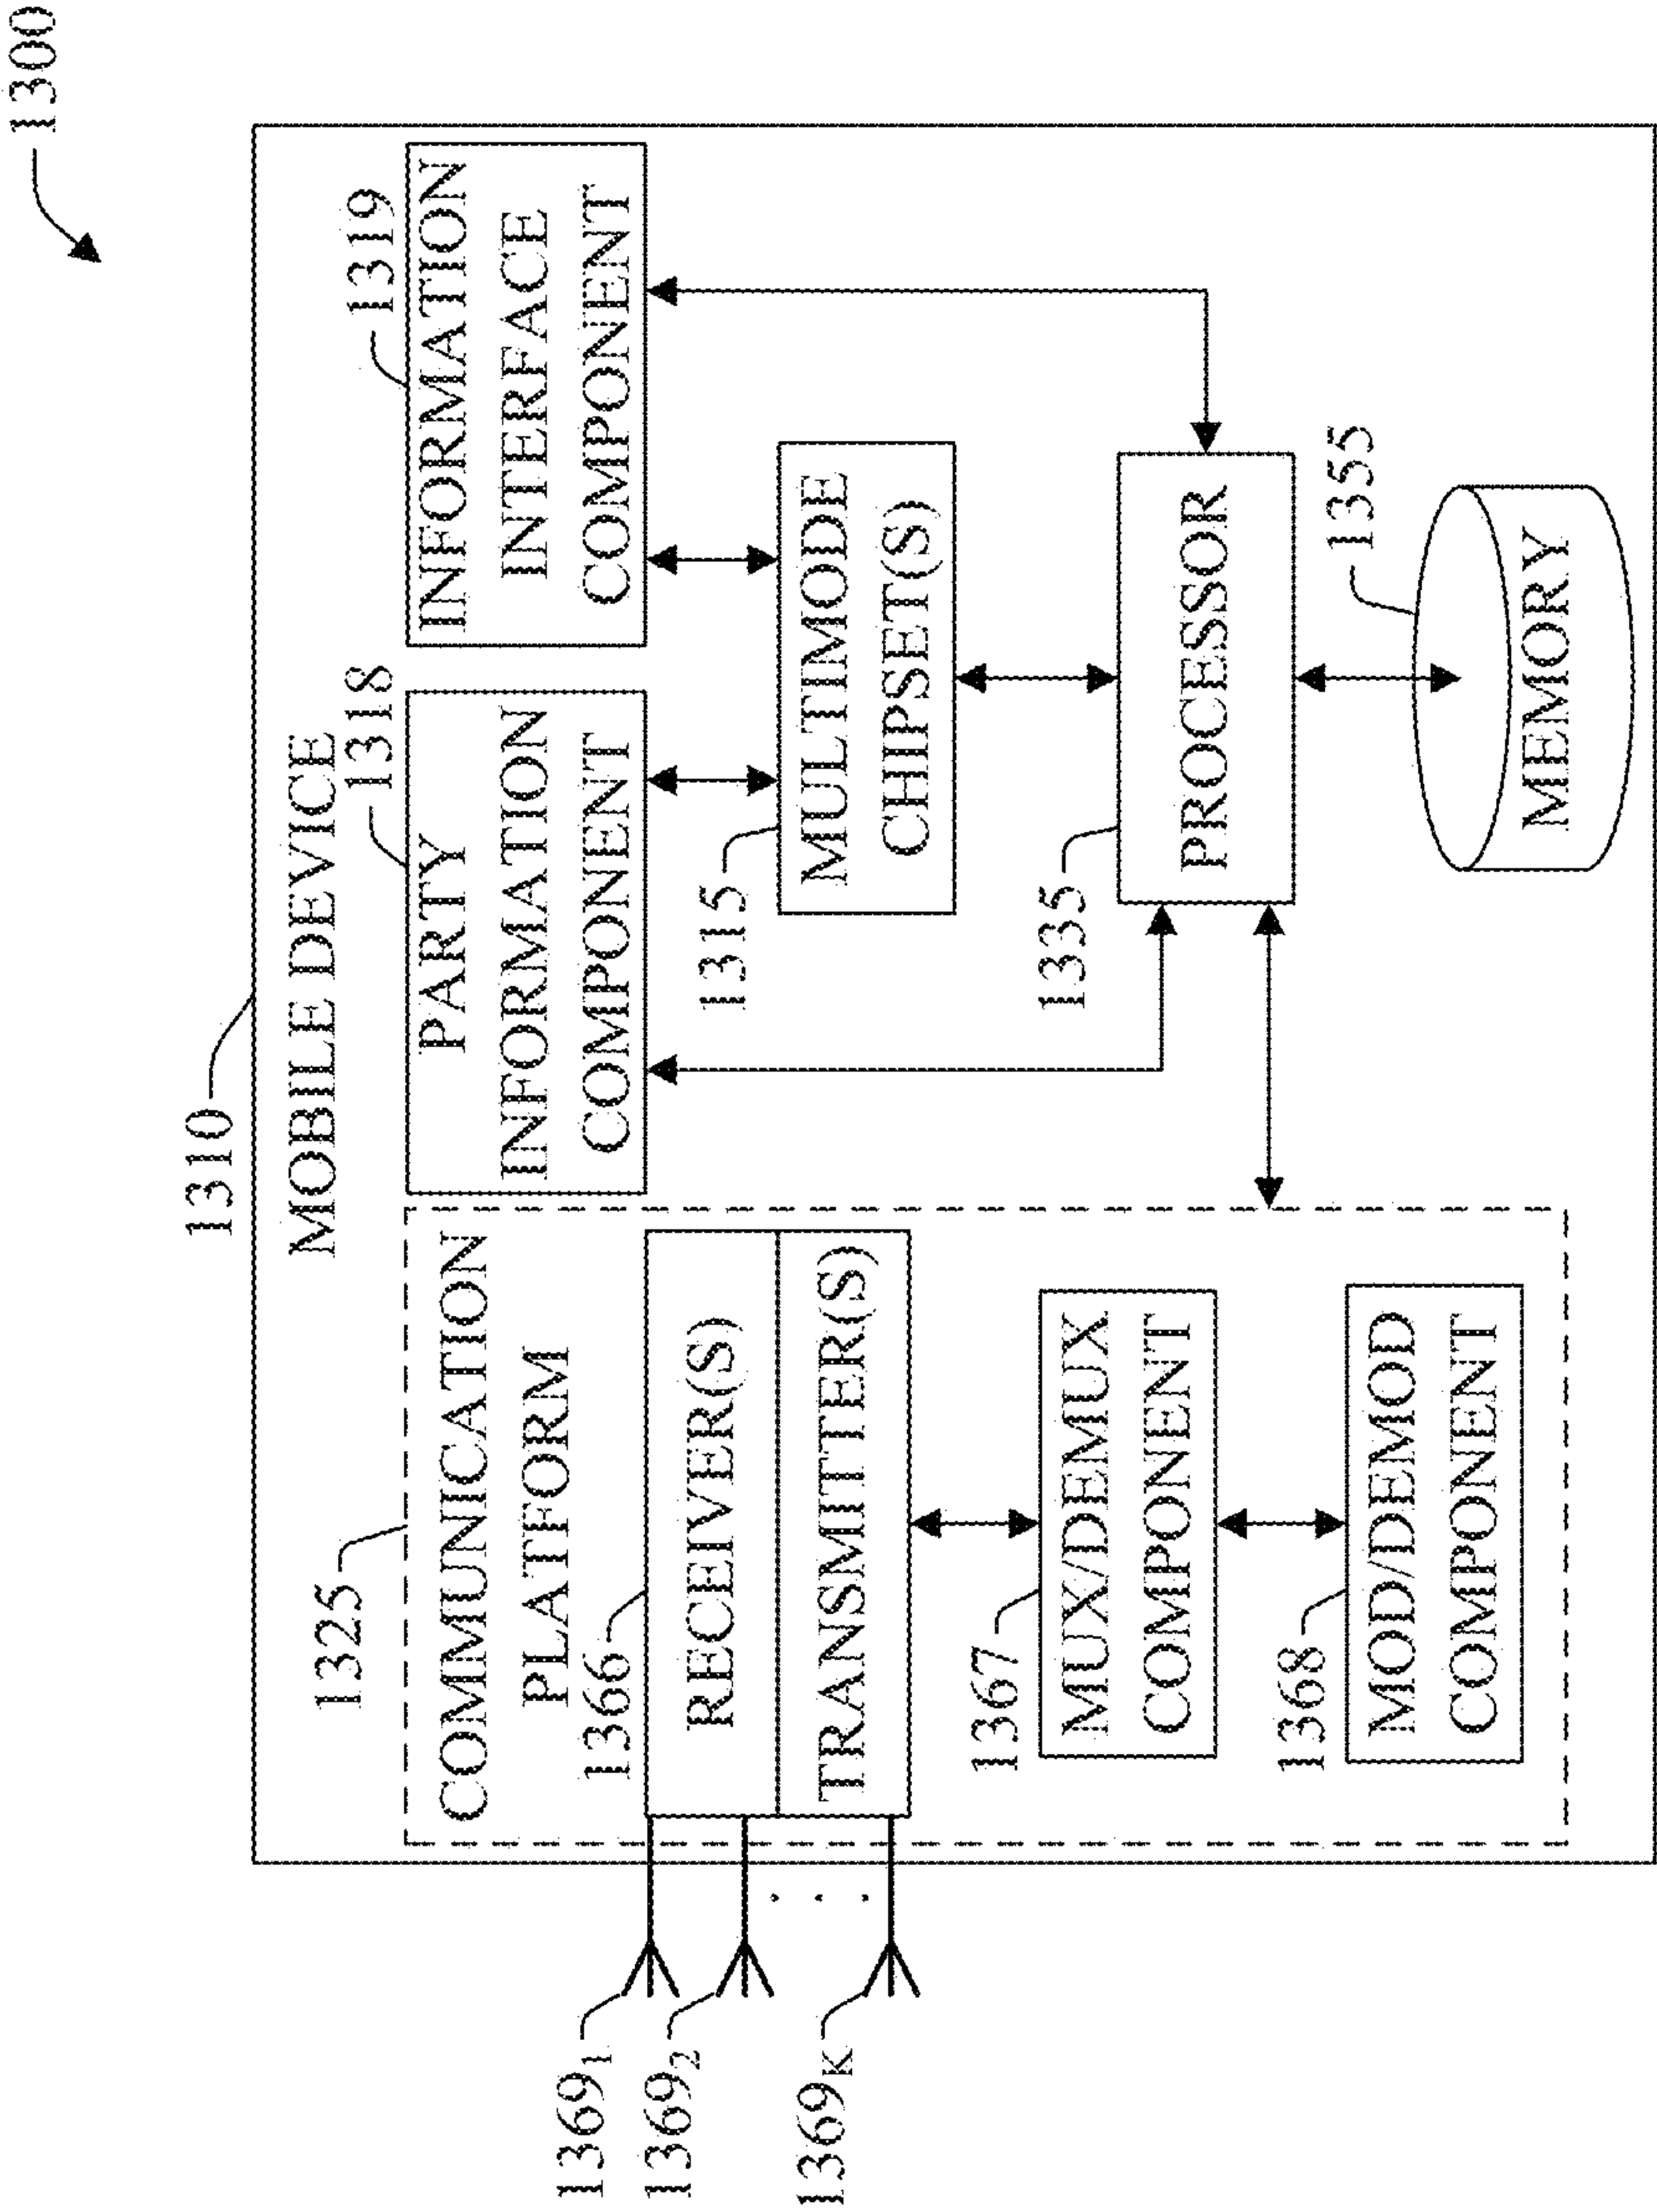 1300
1310
MOBILE DEVICE
1325
COMMUNICATION
PLATFORM
1366
RECEIVER(S)
TRANSMITTER(S)
1367
MUX/DEMUX
COMPONENT
1368
MOD/DEMOD
COMPONENT
1369₁
1369₂
. . .
1369K
1318
PARTY
INFORMATION
COMPONENT
1319
INFORMATION
INTERFACE
COMPONENT
1315
MULTIMODE
CHIPSET(S)
1335
PROCESSOR
1355
MEMORY